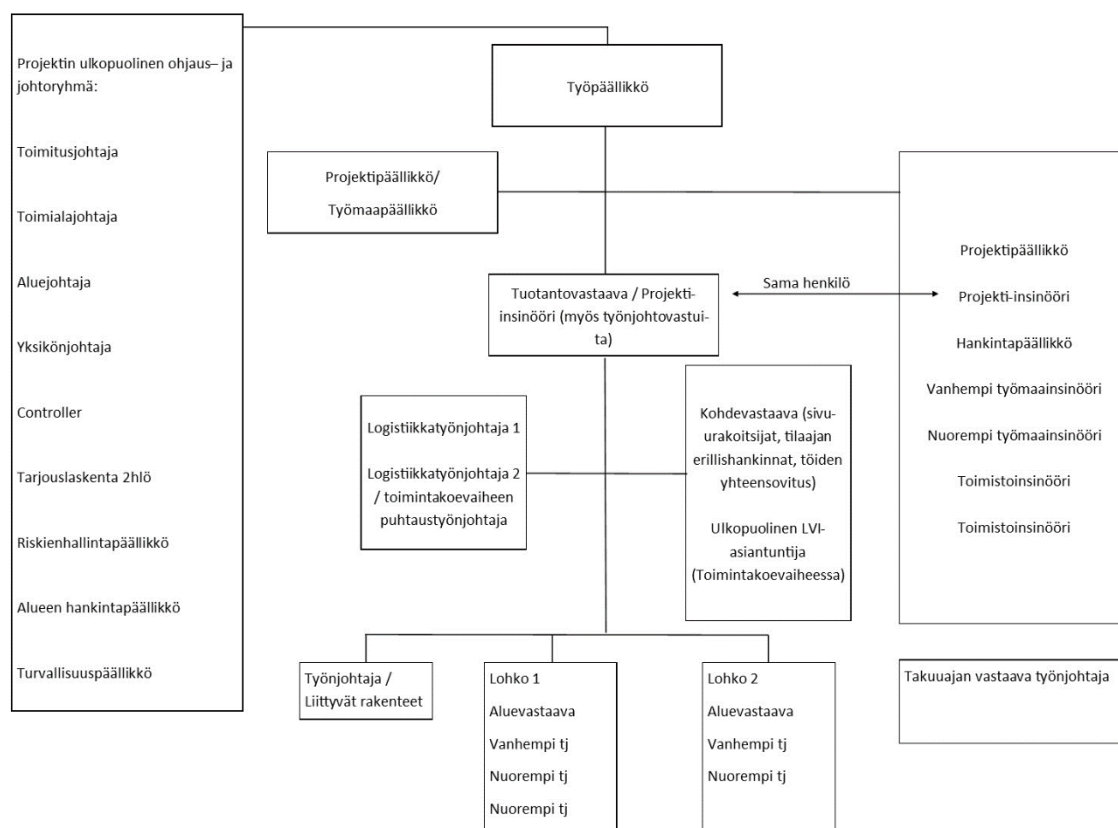 Projektin ulkopuolinen ohjaus– ja
johtoryhmä:
Toimitusjohtaja
Toimialajohtaja
Aluejohtaja
Yksikönjohtaja
Controller
Tarjouslaskenta 2hlö
Riskienhallintapäällikkö
Alueen hankintapäällikkö
Turvallisuuspäällikkö
Työpäällikkö
Projektipäällikkö/
Työmaapäällikkö
Tuotantovastaava / Projekti-
insinööri (myös työnjohtovastui-
ta)
Sama henkilö
Projektipäällikkö
Projekti-insinööri
Hankintapäällikkö
Vanhempi työmaainsinööri
Nuorempi työmaainsinööri
Toimistoinsinööri
Toimistoinsinööri
Logistiikkatyönjohtaja 1
Logistiikkatyönjohtaja 2
/ toimintakoevaiheen
puhtaustyönjohtaja
Kohdevastaava (sivu-
urakoitsijat, tilaajan
erillishankinnat, töiden
yhteensovitus)
Ulkopuolinen LVI-
asiantuntija
(Toimintakoevaiheessa)
Työnjohtaja /
Liittyvät rakenteet
Lohko 1
Aluevastaava
Vanhempi tj
Nuorempi tj
Nuorempi tj
Lohko 2
Aluevastaava
Vanhempi tj
Nuorempi tj
Takuuajan vastaava työnjohtaja